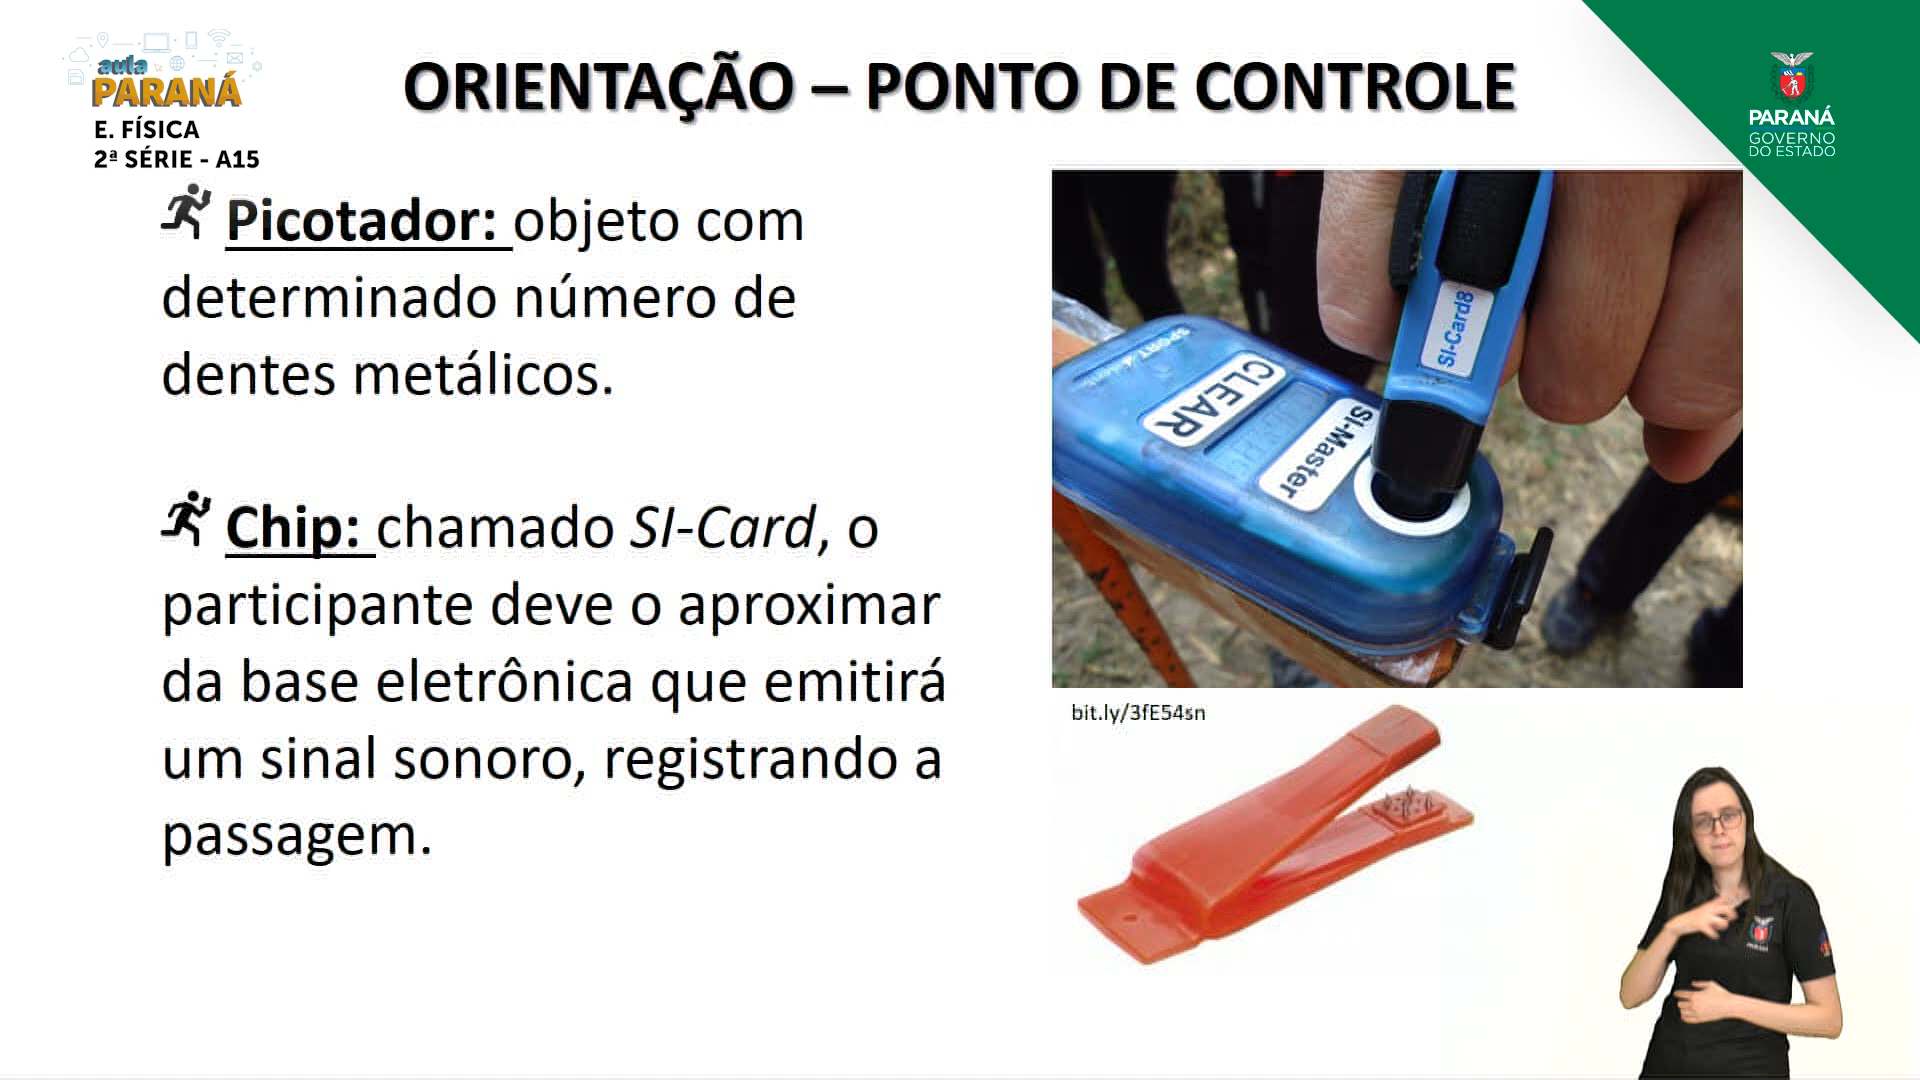 aula
PARANÁ
E. FÍSICA
2ª SÉRIE - A15
ORIENTAÇÃO – PONTO DE CONTROLE
PARANÁ
GOVERNO
DO ESTADO
Picotador: objeto com
determinado número de
dentes metálicos.
Chip: chamado SI-Card, o
participante deve o aproximar
da base eletrônica que emitirá
um sinal sonoro, registrando a
passagem.
SI-Card8
CLEAR
SI-Master
bit.ly/3fE54sn